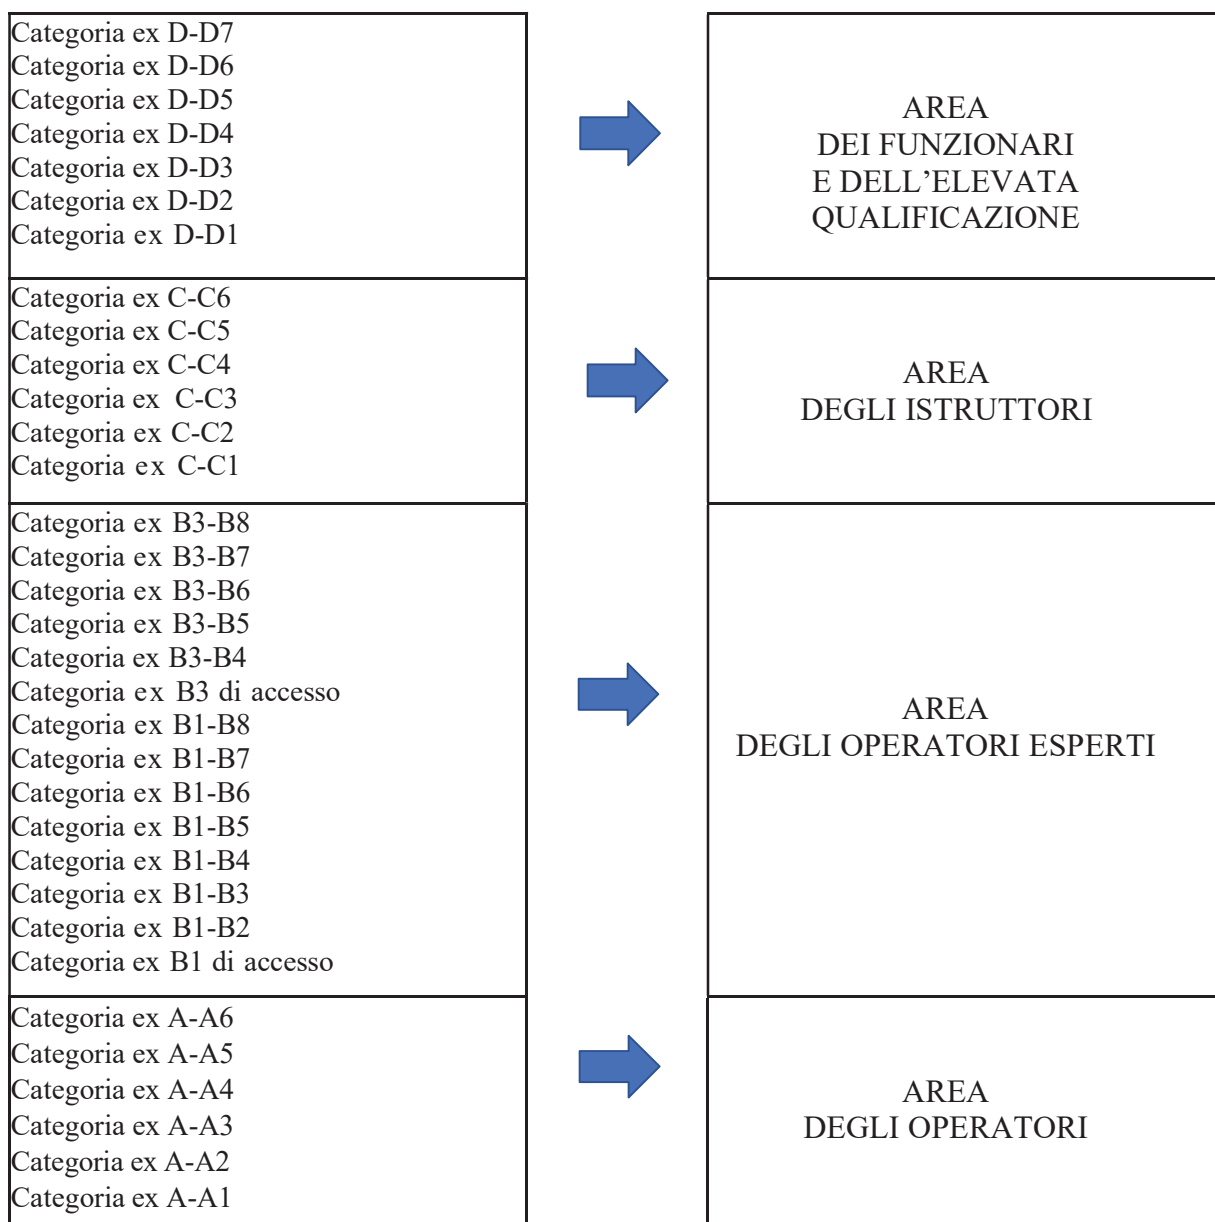 Categoria ex D-D7
Categoria ex D-D6
Categoria ex D-D5
Categoria ex D-D4
Categoria ex D-D3
Categoria ex D-D2
Categoria ex D-D1
AREA
DEI FUNZIONARI
E DELL’ELEVATA
QUALIFICAZIONE
Categoria ex C-C6
Categoria ex C-C5
Categoria ex C-C4
Categoria ex C-C3
Categoria ex C-C2
Categoria ex C-C1
AREA
DEGLI ISTRUTTORI
Categoria ex B3-B8
Categoria ex B3-B7
Categoria ex B3-B6
Categoria ex B3-B5
Categoria ex B3-B4
Categoria ex B3 di accesso
Categoria ex B1-B8
Categoria ex B1-B7
Categoria ex B1-B6
Categoria ex B1-B5
Categoria ex B1-B4
Categoria ex B1-B3
Categoria ex B1-B2
Categoria ex B1 di accesso
AREA
DEGLI OPERATORI ESPERTI
Categoria ex A-A6
Categoria ex A-A5
Categoria ex A-A4
Categoria ex A-A3
Categoria ex A-A2
Categoria ex A-A1
AREA
DEGLI OPERATORI